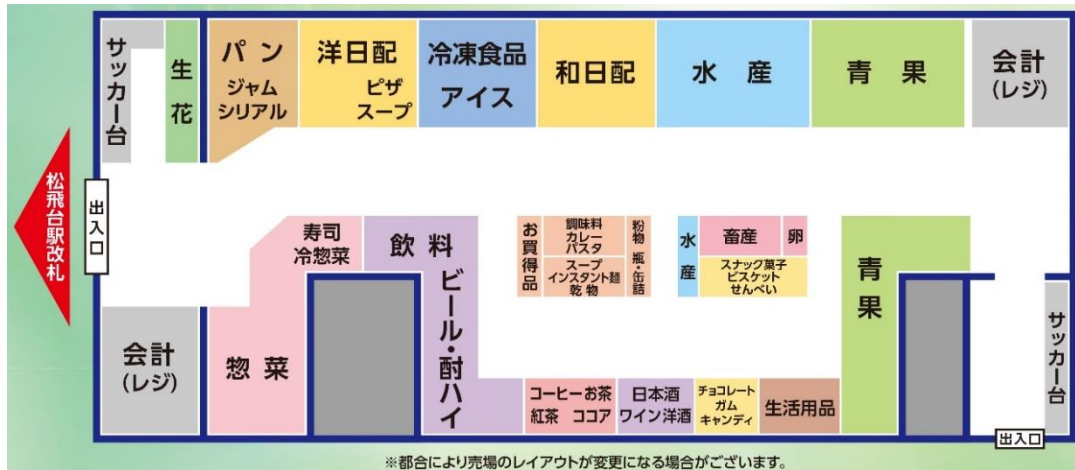 サッカー台
生花
パン
ジャム
シリアル
洋日配
ピザ
スープ
冷凍食品
アイス
和日配
水産
青果
会計
(レジ)
松飛台駅改札
出入口
寿司
冷惣菜
飲料
ビール・酎ハイ
お買得品
調味料
カレー
パスタ
スープ
インスタント麺
乾物
粉物 瓶・缶詰
水産
畜産
卵
スナック菓子
ビスケット
せんべい
青果
会計
(レジ)
惣菜
コーヒーお茶
紅茶 ココア
日本酒
ワイン洋酒
チョコレート
ガム
キャンディ
生活用品
サッカー台
出入口
※都合により売場のレイアウトが変更になる場合がございます。